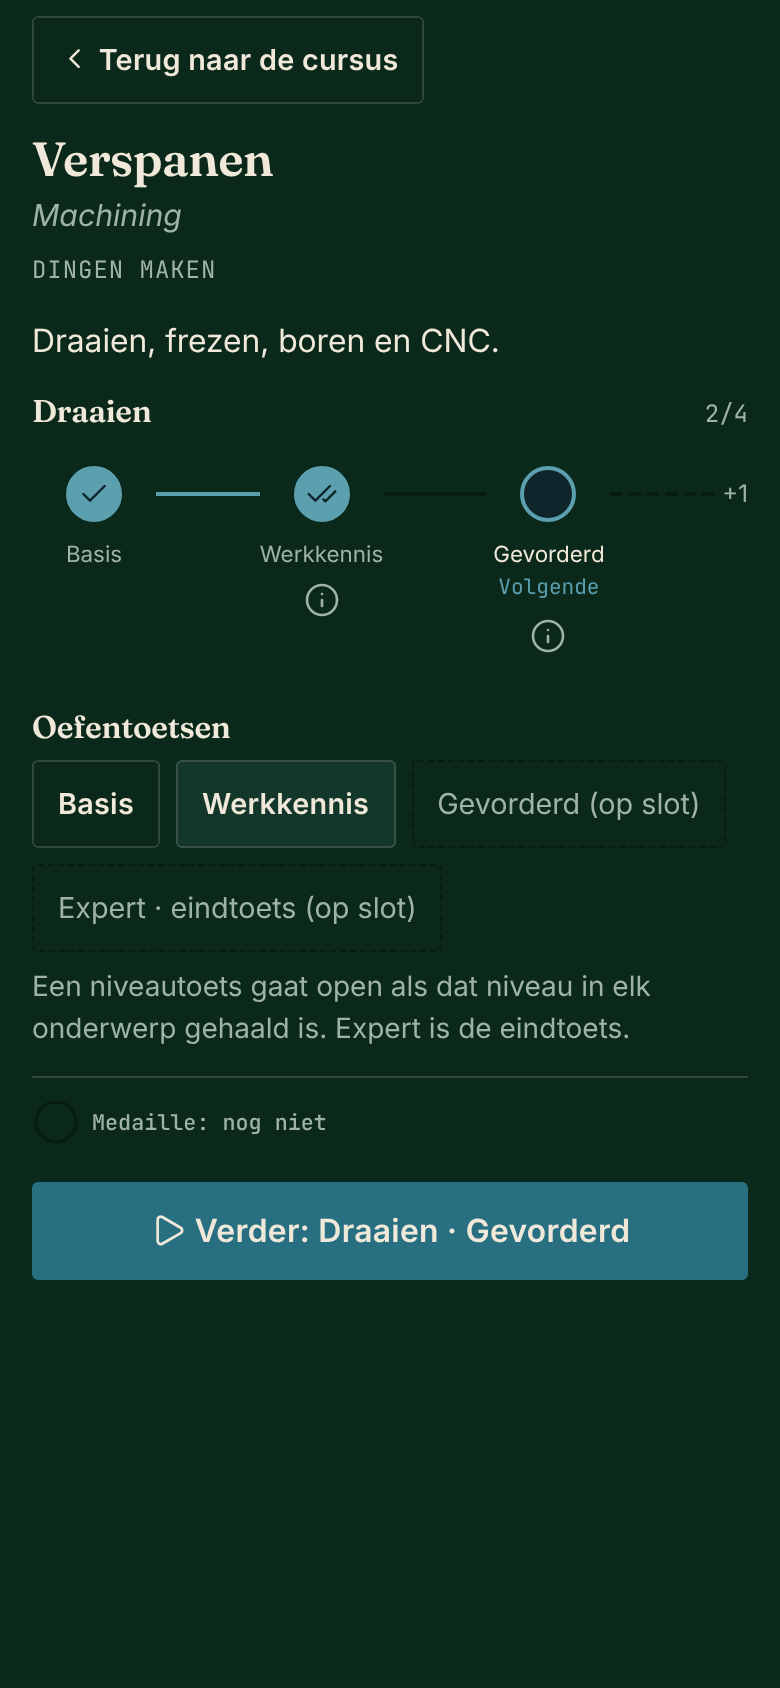 Terug naar de cursus
Verspanen
Machining
DINGEN MAKEN
Draaien, frezen, boren en CNC.
Draaien 2/4
+1
Basis Werkkennis Gevorderd
Volgende
Oefentoetsen
Basis Werkkennis Gevorderd (op slot)
Expert · eindtoets (op slot)
Een niveautoets gaat open als dat niveau in elk
onderwerp gehaald is. Expert is de eindtoets.
Medaille: nog niet
Verder: Draaien · Gevorderd